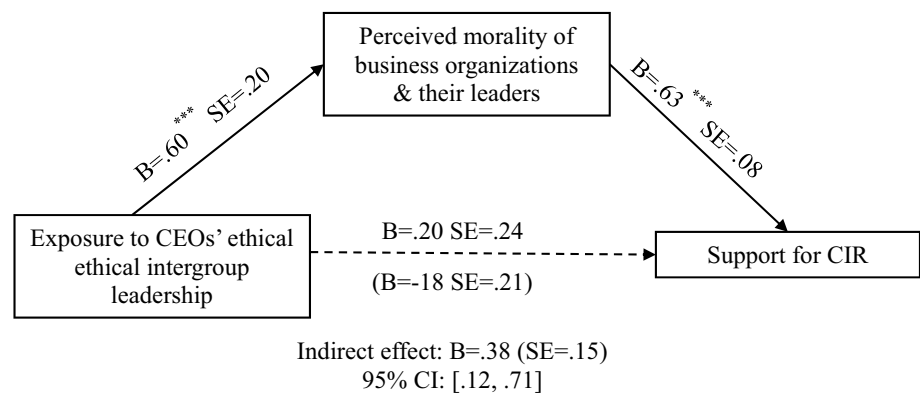 Perceived morality of
business organizations
& their leaders
B=.60*** SE=.20
B=.63*** SE=.08
Exposure to CEOs’ ethical
ethical intergroup
leadership
B=.20 SE=.24
(B=-18 SE=.21)
Support for CIR
Indirect effect: B=.38 (SE=.15)
95% CI: [.12, .71]